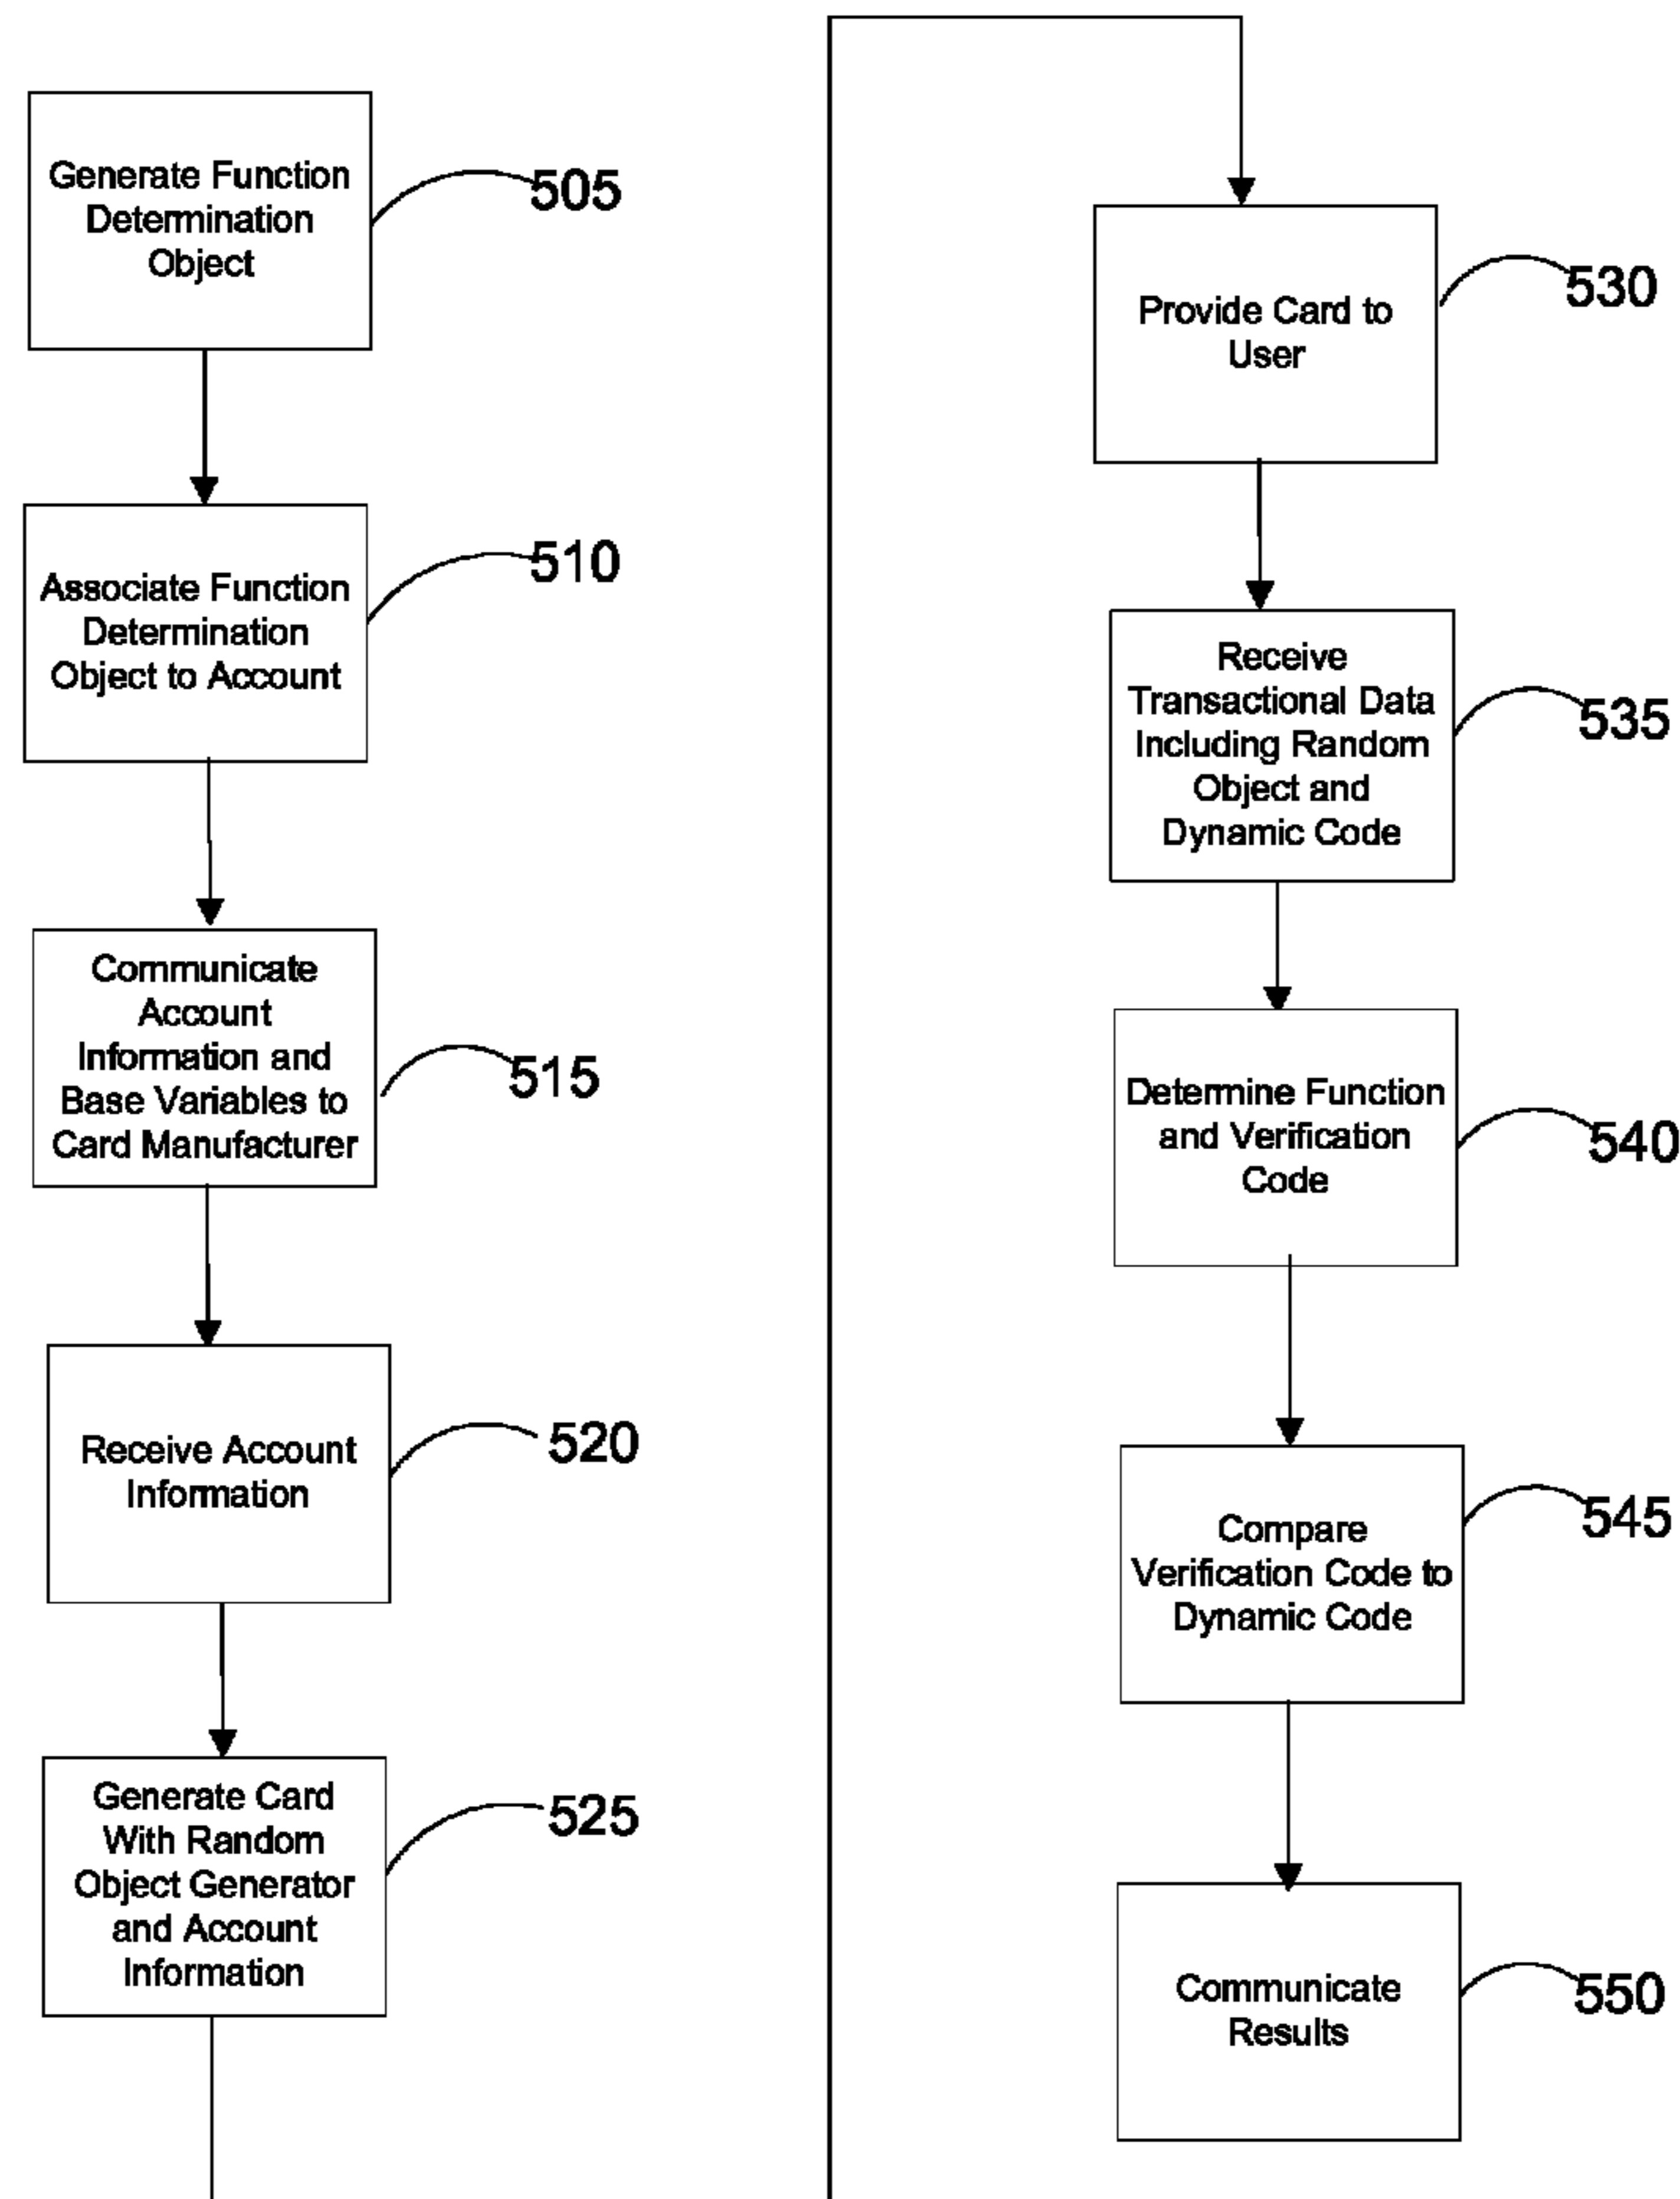 Generate Function
Determination
Object
505
Associate Function
Determination
Object to Account
510
Communicate
Account
Information and
Base Variables to
Card Manufacturer
515
Receive Account
Information
520
Generate Card
With Random
Object Generator
and Account
Information
525
Provide Card to
User
530
Receive
Transactional Data
Including Random
Object and
Dynamic Code
535
Determine Function
and Verification
Code
540
Compare
Verification Code to
Dynamic Code
545
Communicate
Results
550